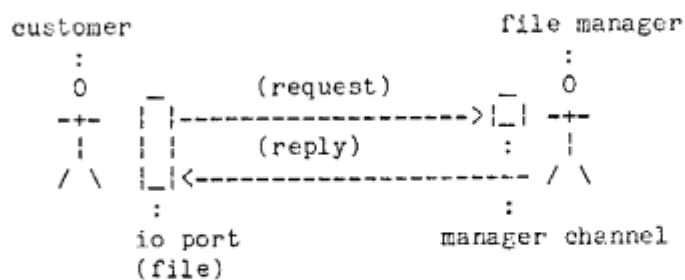 customer file manager
: :
O _ (request) _ O
-+- | |--------------------->|_| -+-
| | | (reply) : |
/ \ |_|<----------------------- / \
: :
io port manager channel
(file)